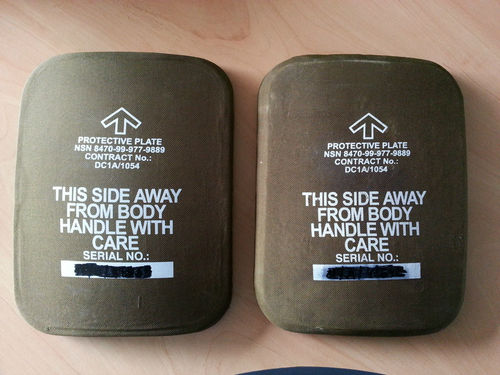 PROTECTIVE PLATE
NSN 8470-99-977-9889
CONTRACT No.:
DC1A/1054
THIS SIDE AWAY
FROM BODY
HANDLE WITH
CARE
SERIAL NO.:
PROTECTIVE PLATE
NSN 8470-99-977-9889
CONTRACT No.:
DC1A/1054
THIS SIDE AWAY
FROM BODY
HANDLE WITH
CARE
SERIAL NO.: